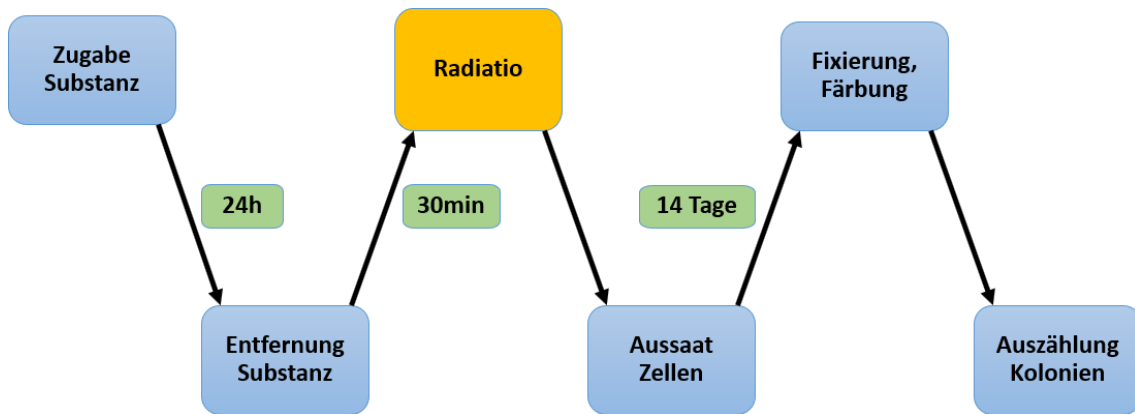 Zugabe
Substanz
24h
Entfernung
Substanz
30min
Radiatio
Aussaat
Zellen
14 Tage
Fixierung,
Färbung
Auszählung
Kolonien